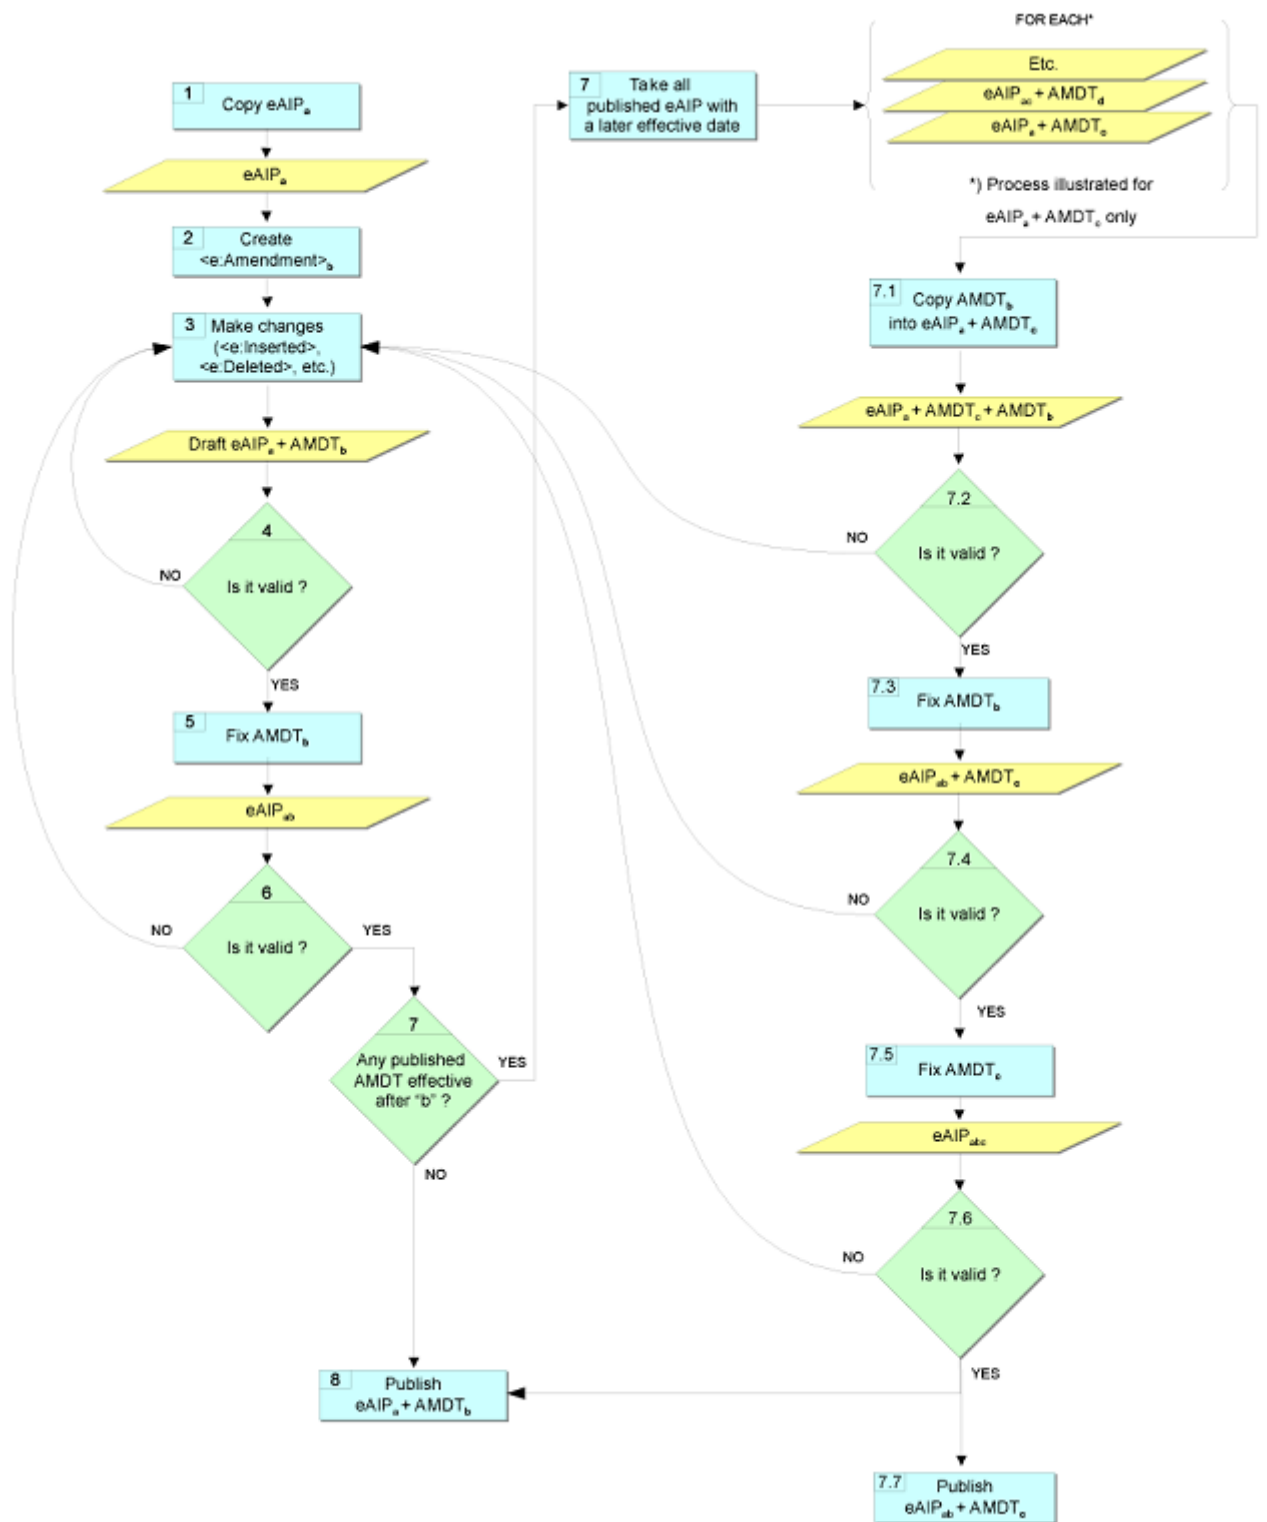 FOR EACH*
Etc.
eAIPac + AMDTd
eAIPa + AMDTc
*) Process illustrated for
eAIPa + AMDTc only
1
Copy eAIPa
eAIPa
2
Create
<e:Amendment>b
3
Make changes
(<e:Inserted>,
<e:Deleted>, etc.)
Draft eAIPa + AMDTb
4
Is it valid ?
NO
YES
5
Fix AMDTb
eAIPab
6
Is it valid ?
NO
YES
7
Any published
AMDT effective
after "b" ?
YES
NO
8
Publish
eAIPa + AMDTb
7
Take all
published eAIP with
a later effective date
7.1
Copy AMDTb
into eAIPa + AMDTc
eAIPa + AMDTc + AMDTb
7.2
Is it valid ?
NO
YES
7.3
Fix AMDTb
eAIPab + AMDTc
7.4
Is it valid ?
NO
YES
7.5
Fix AMDTc
eAIPabc
7.6
Is it valid ?
NO
YES
7.7
Publish
eAIPab + AMDTc